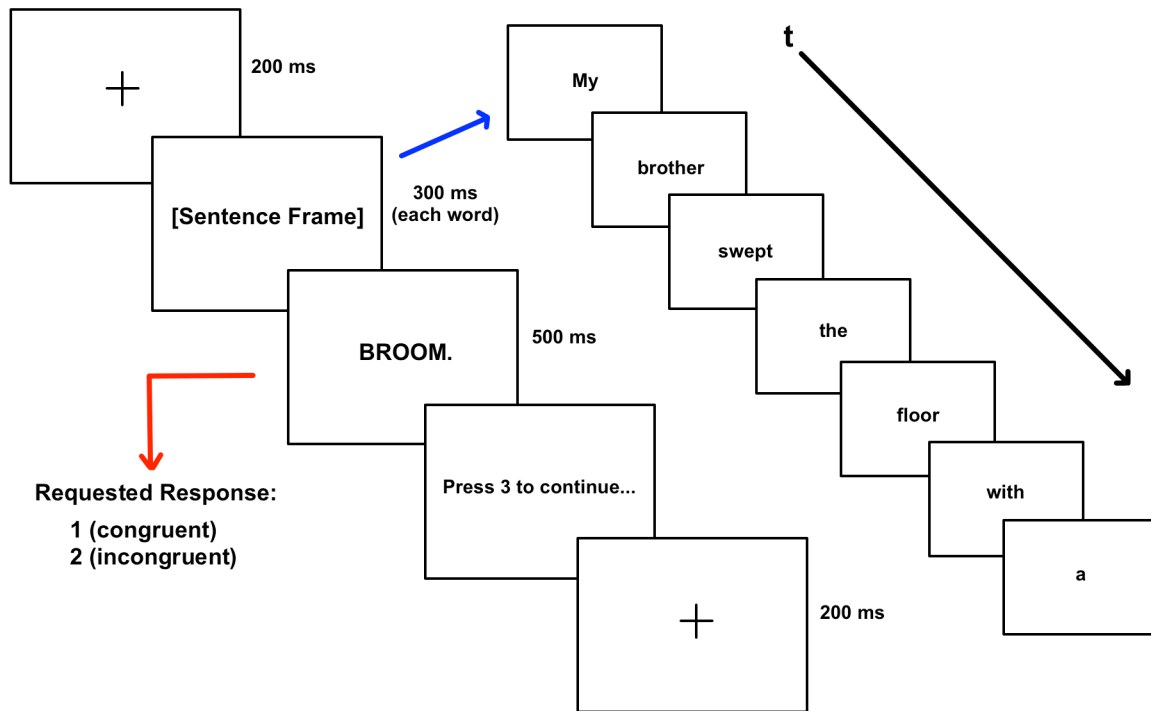 200 ms
[Sentence Frame]
300 ms
(each word)
BROOM.
500 ms
Requested Response:
1 (congruent)
2 (incongruent)
Press 3 to continue...
200 ms
t
My
brother
swept
the
floor
with
a